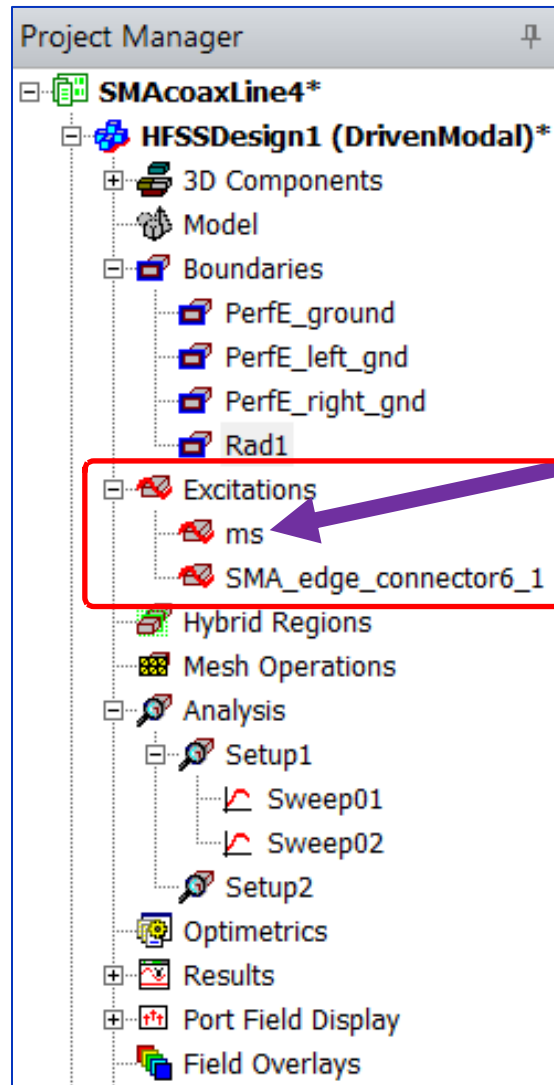 Project Manager
SMAcoaxLine4*
HFSSDesign1 (DrivenModal)*
3D Components
Model
Boundaries
PerfE_ground
PerfE_left_gnd
PerfE_right_gnd
Rad1
Excitations
ms
SMA_edge_connector6_1
Hybrid Regions
Mesh Operations
Analysis
Setup1
Sweep01
Sweep02
Setup2
Optimetrics
Results
Port Field Display
Field Overlays